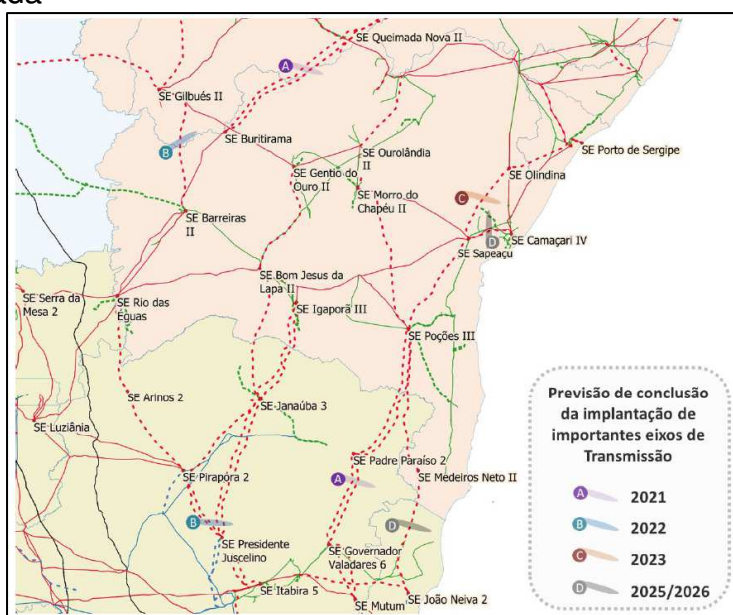 SE Queimada Nova II
A
SE Gilbués II
SE Buritirama
B
SE Ourolândia
II
SE Porto de Sergipe
SE Gentio do
Ouro II
SE Olindina
SE Morro do
Chapéu II
C
SE Barreiras
II
D
SE Camaçari IV
SE Sapeaçu
SE Bom Jesus da
Lapa II
SE Serra da
Mesa 2
SE Rio das
Éguas
SE Igaporã III
SE Poções III
SE Arinos 2
SE Janaúba 3
SE Luziânia
SE Padre Paraíso 2
SE Pirapora 2
A
SE Medeiros Neto II
B
D
SE Presidente
Juscelino
SE Governador
Valadares 6
SE Itabira 5
SE Mutum
SE João Neiva 2
Previsão de conclusão
da implantação de
importantes eixos de
Transmissão
A 2021
B 2022
C 2023
D 2025/2026